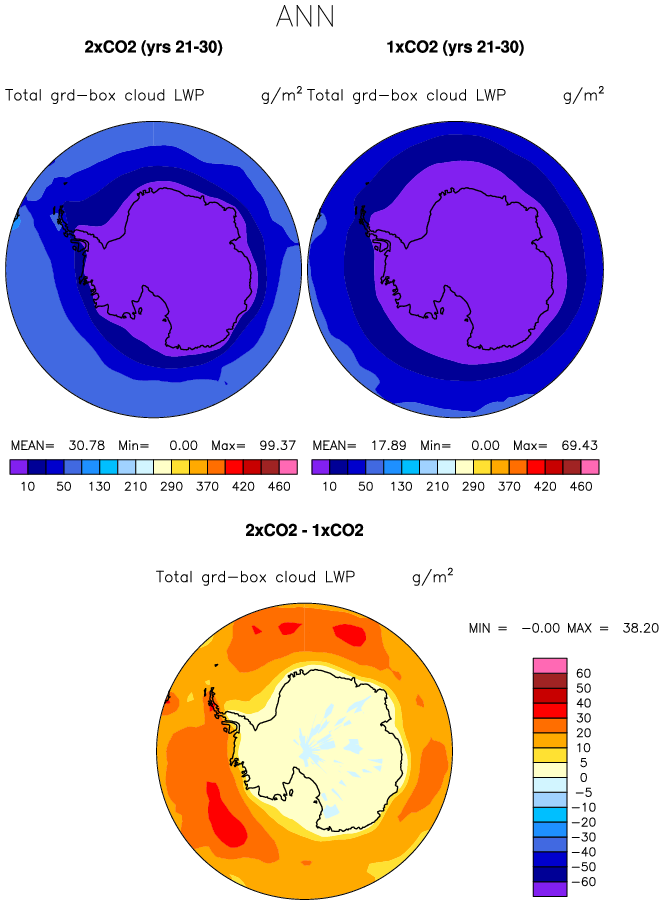 ANN
2xCO2 (yrs 21-30)
1xCO2 (yrs 21-30)
Total grd-box cloud LWP g/m²
Total grd-box cloud LWP g/m²
MEAN= 30.78 Min= 0.00 Max= 99.37
MEAN= 17.89 Min= 0.00 Max= 69.43
10 50 130 210 290 370 420 460
10 50 130 210 290 370 420 460
2xCO2 - 1xCO2
Total grd-box cloud LWP g/m²
MIN = -0.00 MAX = 38.20
60
50
40
30
20
10
5
0
-5
-10
-20
-30
-40
-50
-60